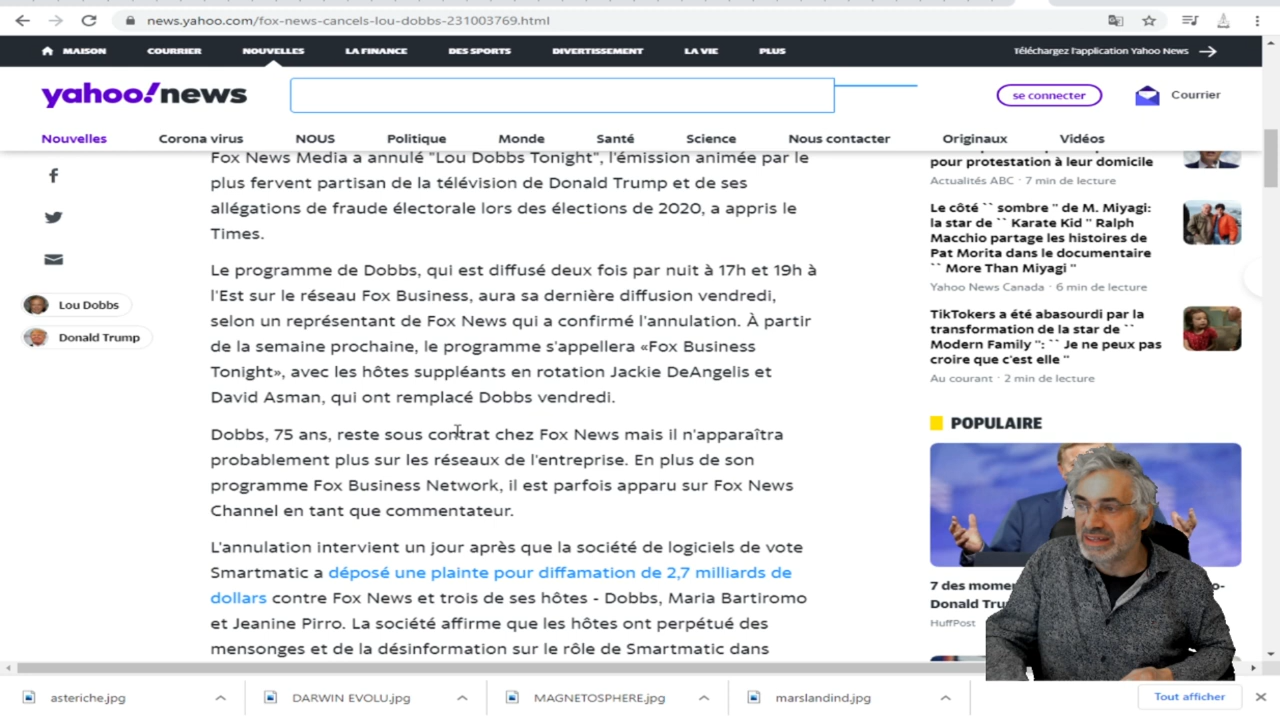 news.yahoo.com/fox-news-cancels-lou-dobbs-231003769.html
MAISON COURRIER NOUVELLES LA FINANCE DES SPORTS DIVERTISSEMENT LA VIE PLUS Téléchargez l'application Yahoo News
yahoo!news
se connecter Courrier
Nouvelles Corona virus NOUS Politique Monde Santé Science Nous contacter Originaux Vidéos
Fox News Media a annulé "Lou Dobbs Tonight", l'émission animée par le
plus fervent partisan de la télévision de Donald Trump et de ses
allégations de fraude électorale lors des élections de 2020, a appris le
Times.
Le programme de Dobbs, qui est diffusé deux fois par nuit à 17h et 19h à
l'Est sur le réseau Fox Business, aura sa dernière diffusion vendredi,
selon un représentant de Fox News qui a confirmé l'annulation. À partir
de la semaine prochaine, le programme s'appellera «Fox Business
Tonight», avec les hôtes suppléants en rotation Jackie DeAngelis et
David Asman, qui ont remplacé Dobbs vendredi.
Dobbs, 75 ans, reste sous contrat chez Fox News mais il n'apparaîtra
probablement plus sur les réseaux de l'entreprise. En plus de son
programme Fox Business Network, il est parfois apparu sur Fox News
Channel en tant que commentateur.
L'annulation intervient un jour après que la société de logiciels de vote
Smartmatic a déposé une plainte pour diffamation de 2,7 milliards de
dollars contre Fox News et trois de ses hôtes - Dobbs, Maria Bartiromo
et Jeanine Pirro. La société affirme que les hôtes ont perpétué des
mensonges et de la désinformation sur le rôle de Smartmatic dans
Lou Dobbs
Donald Trump
pour protestation à leur domicile
Actualités ABC · 7 min de lecture
Le côté `` sombre '' de M. Miyagi:
la star de `` Karate Kid '' Ralph
Macchio partage les histoires de
Pat Morita dans le documentaire
`` More Than Miyagi ''
Yahoo News Canada · 6 min de lecture
TikTokers a été abasourdi par la
transformation de la star de ``
Modern Family '': `` Je ne peux pas
croire que c'est elle ''
Au courant · 2 min de lecture
POPULAIRE
7 des
Donald
HuffPost
asteriche.jpg DARWIN EVOLU.jpg MAGNETOSPHERE.jpg marslandind.jpg Tout afficher